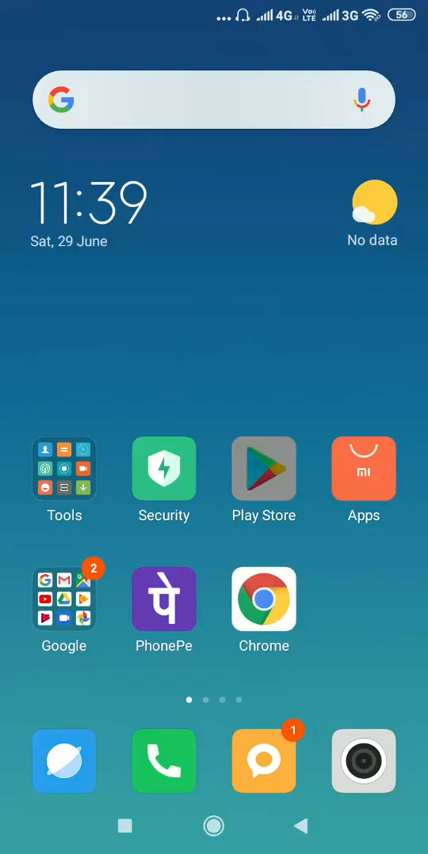 ... 4G Vo LTE 3G 56
11:39
Sat, 29 June
No data
mi
Tools Security Play Store Apps
2
पे
Google PhonePe Chrome
1